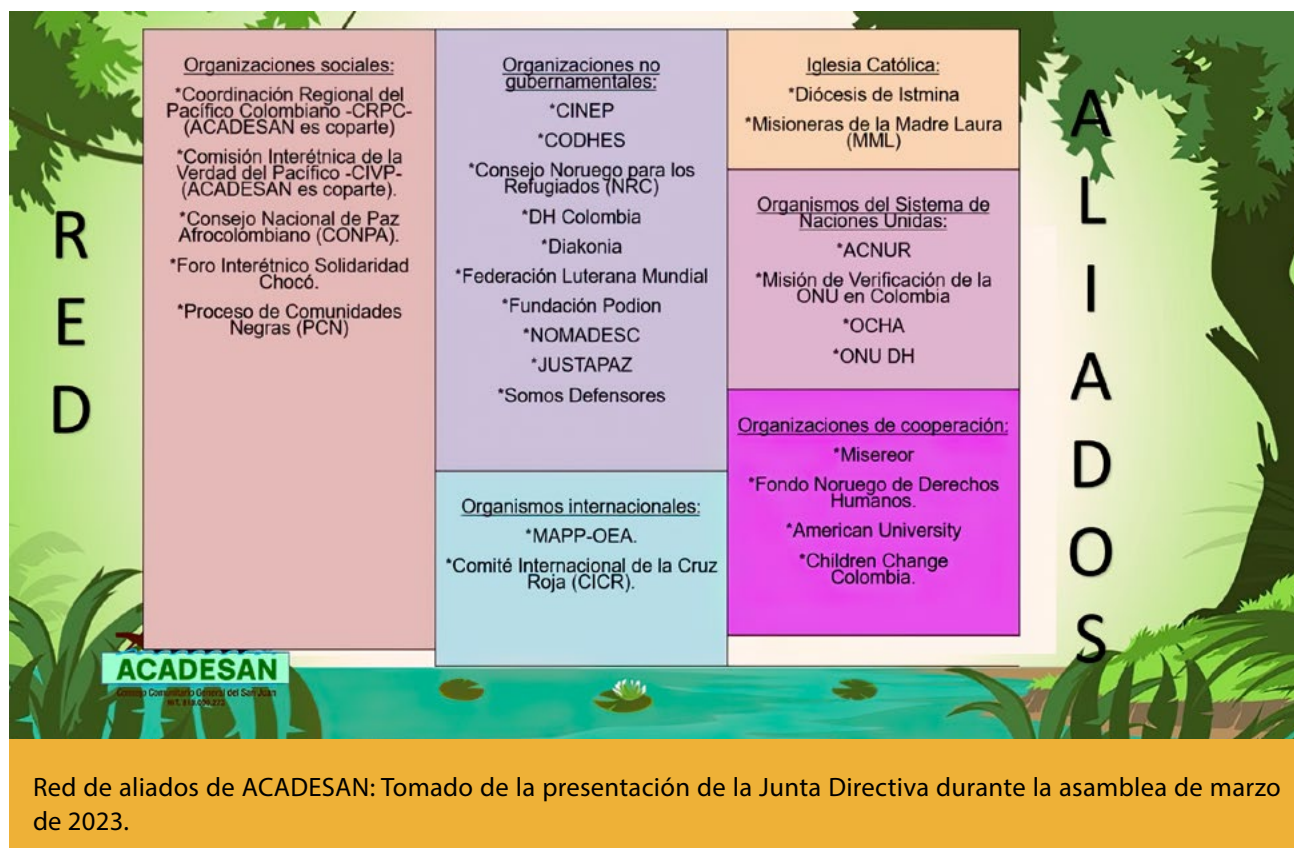 RED
Organizaciones sociales:
*Coordinación Regional del
Pacífico Colombiano -CRPC-
(ACADESAN es coparte)
*Comisión Interétnica de la
Verdad del Pacífico -CIVP-
(ACADESAN es coparte).
*Consejo Nacional de Paz
Afrocolombiano (CONPA).
*Foro Interétnico Solidaridad
Chocó.
*Proceso de Comunidades
Negras (PCN)
Organizaciones no
gubernamentales:
*CINEP
*CODHES
*Consejo Noruego para los
Refugiados (NRC)
*DH Colombia
*Diakonia
*Federación Luterana Mundial
*Fundación Podion
*NOMADESC
*JUSTAPAZ
*Somos Defensores
Organismos internacionales:
*MAPP-OEA.
*Comité Internacional de la Cruz
Roja (CICR).
Iglesia Católica:
*Diócesis de Istmina
*Misioneras de la Madre Laura
(MML)
Organismos del Sistema de
Naciones Unidas:
*ACNUR
*Misión de Verificación de la
ONU en Colombia
*OCHA
*ONU DH
Organizaciones de cooperación:
*Misereor
*Fondo Noruego de Derechos
Humanos.
*American University
*Children Change
Colombia.
ALIADOS
ACADESAN
Consejo Comunitario General del San Juan
Red de aliados de ACADESAN: Tomado de la presentación de la Junta Directiva durante la asamblea de marzo
de 2023.